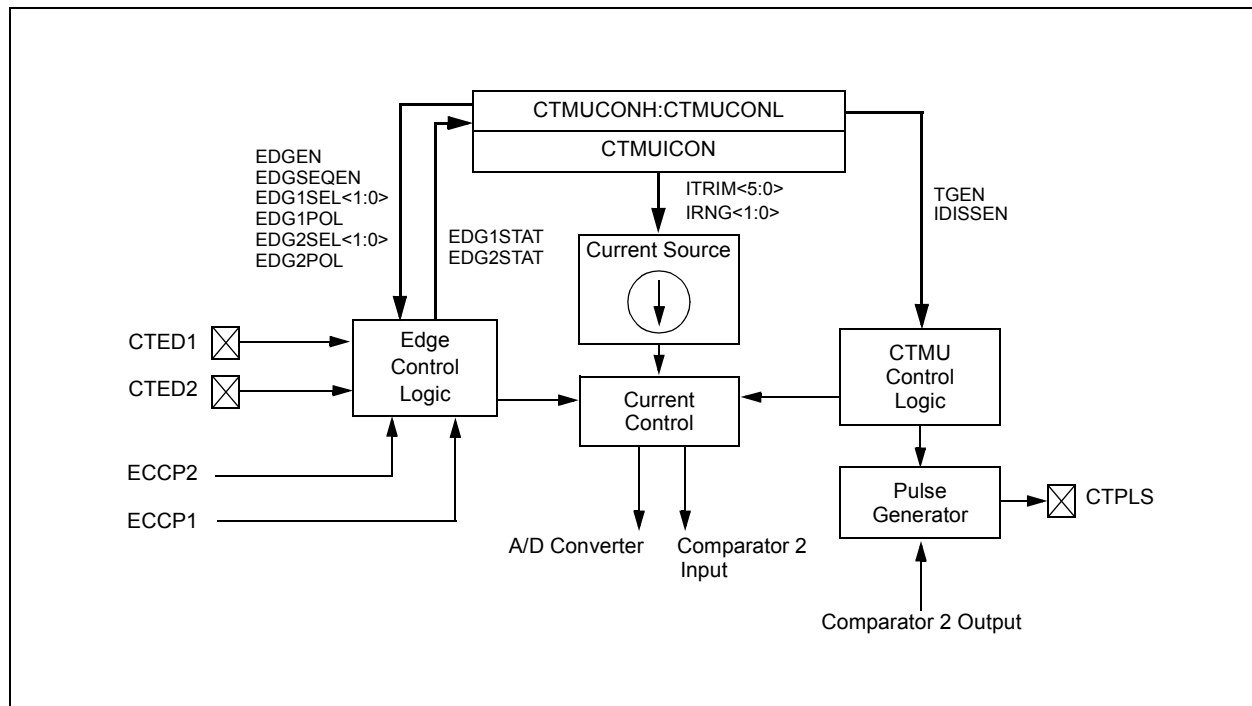 CTMUCONH:CTMUCONL
CTMUICON
EDGEN
EDGSEQEN
EDG1SEL<1:0>
EDG1POL
EDG2SEL<1:0>
EDG2POL
EDG1STAT
EDG2STAT
ITRIM<5:0>
IRNG<1:0>
TGEN
IDISSEN
Current Source
CTED1
CTED2
Edge
Control
Logic
Current
Control
CTMU
Control
Logic
ECCP2
ECCP1
Pulse
Generator
CTPLS
A/D Converter
Comparator 2
Input
Comparator 2 Output